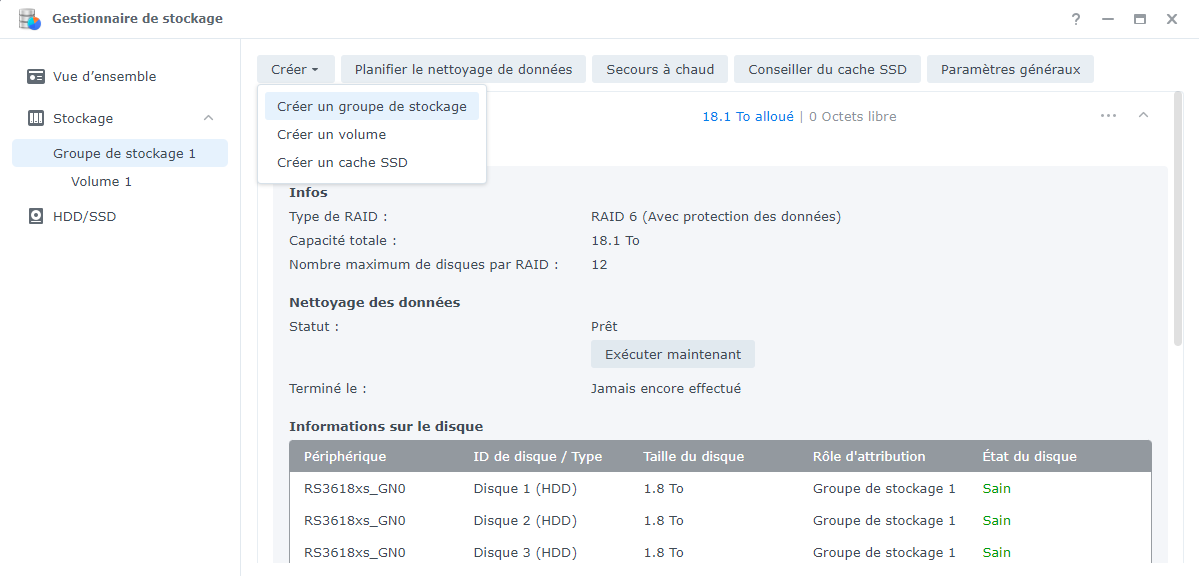 Gestionnaire de stockage
?
Vue d’ensemble
Stockage
Groupe de stockage 1
Volume 1
HDD/SSD
Créer
Planifier le nettoyage de données
Secours à chaud
Conseiller du cache SSD
Paramètres généraux
Créer un groupe de stockage
Créer un volume
Créer un cache SSD
18.1 To alloué | 0 Octets libre
Infos
Type de RAID : RAID 6 (Avec protection des données)
Capacité totale : 18.1 To
Nombre maximum de disques par RAID : 12
Nettoyage des données
Statut : Prêt
Exécuter maintenant
Terminé le : Jamais encore effectué
Informations sur le disque
Périphérique ID de disque / Type Taille du disque Rôle d'attribution État du disque
RS3618xs_GN0 Disque 1 (HDD) 1.8 To Groupe de stockage 1 Sain
RS3618xs_GN0 Disque 2 (HDD) 1.8 To Groupe de stockage 1 Sain
RS3618xs_GN0 Disque 3 (HDD) 1.8 To Groupe de stockage 1 Sain